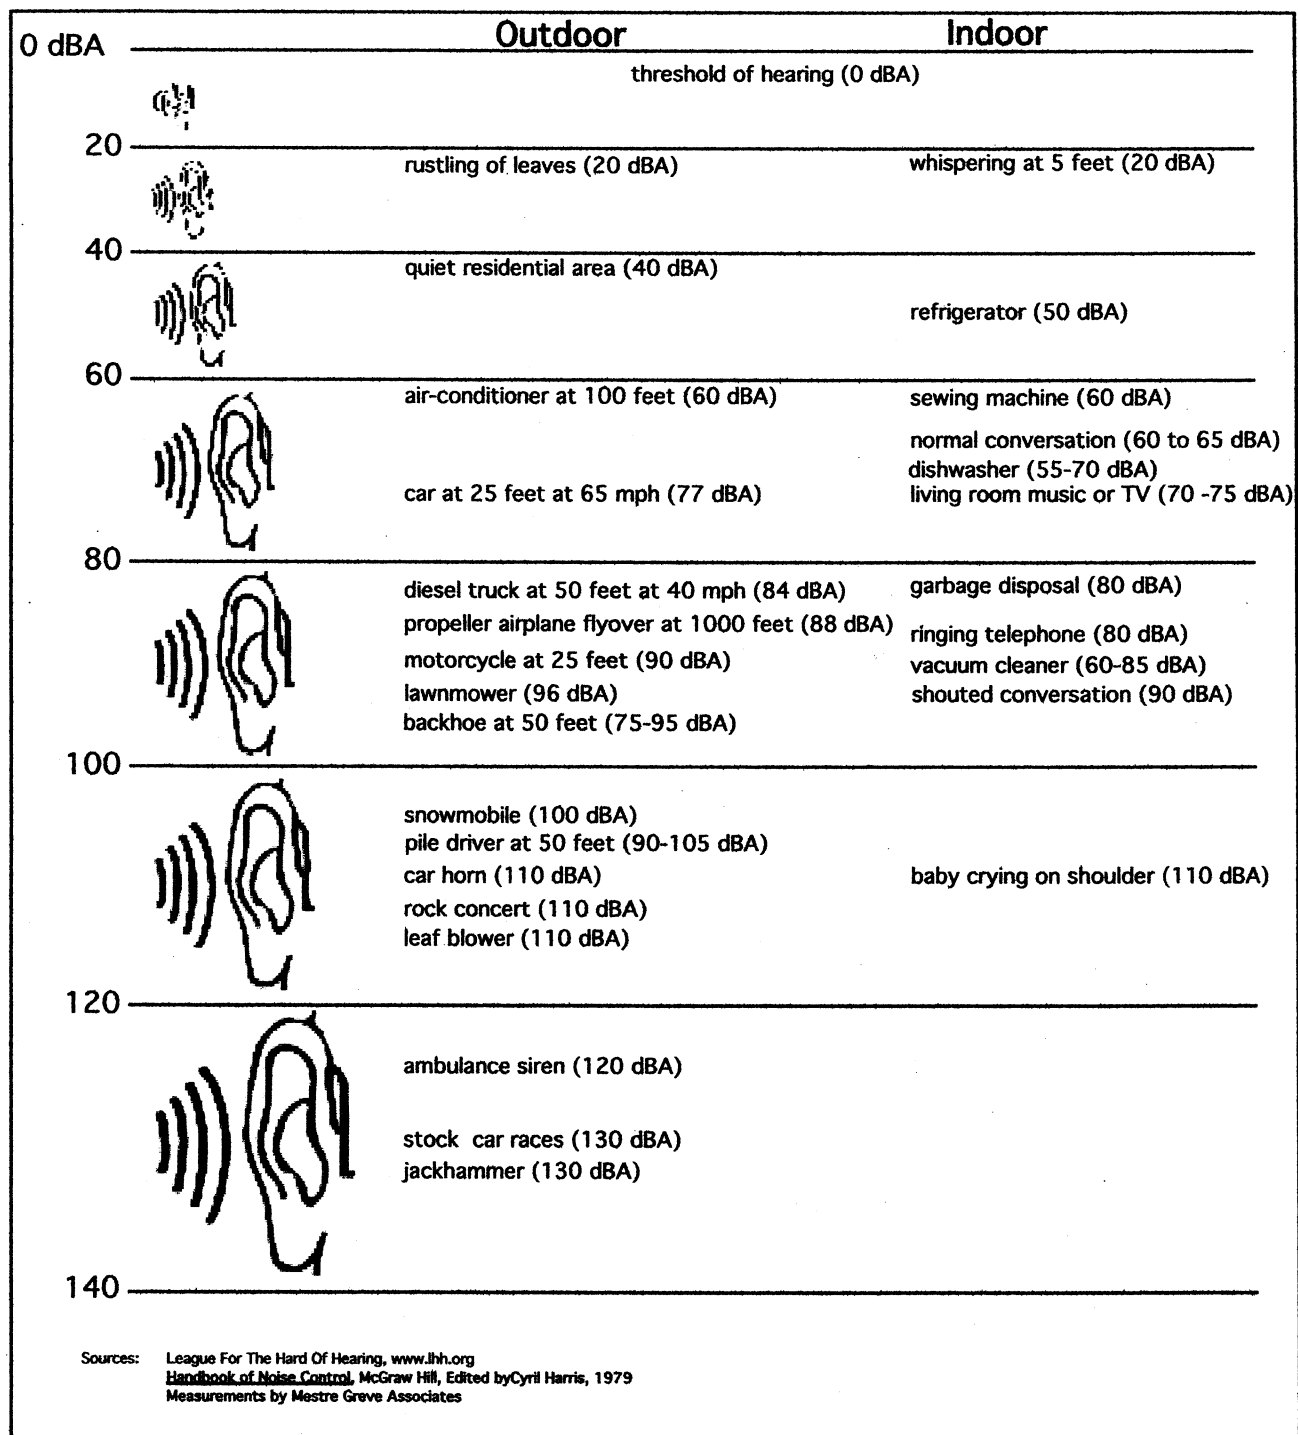 Outdoor Indoor
0 dBA
threshold of hearing (0 dBA)
20
rustling of leaves (20 dBA) whispering at 5 feet (20 dBA)
40
quiet residential area (40 dBA)
refrigerator (50 dBA)
60
air-conditioner at 100 feet (60 dBA) sewing machine (60 dBA)
normal conversation (60 to 65 dBA)
dishwasher (55-70 dBA)
car at 25 feet at 65 mph (77 dBA) living room music or TV (70 -75 dBA)
80
diesel truck at 50 feet at 40 mph (84 dBA) garbage disposal (80 dBA)
propeller airplane flyover at 1000 feet (88 dBA) ringing telephone (80 dBA)
motorcycle at 25 feet (90 dBA) vacuum cleaner (60-85 dBA)
lawnmower (96 dBA) shouted conversation (90 dBA)
backhoe at 50 feet (75-95 dBA)
100
snowmobile (100 dBA)
pile driver at 50 feet (90-105 dBA)
car horn (110 dBA) baby crying on shoulder (110 dBA)
rock concert (110 dBA)
leaf blower (110 dBA)
120
ambulance siren (120 dBA)
stock car races (130 dBA)
jackhammer (130 dBA)
140
Sources: League For The Hard Of Hearing, www.lhh.org
Handbook of Noise Control, McGraw Hill, Edited byCyril Harris, 1979
Measurements by Mestre Greve Associates